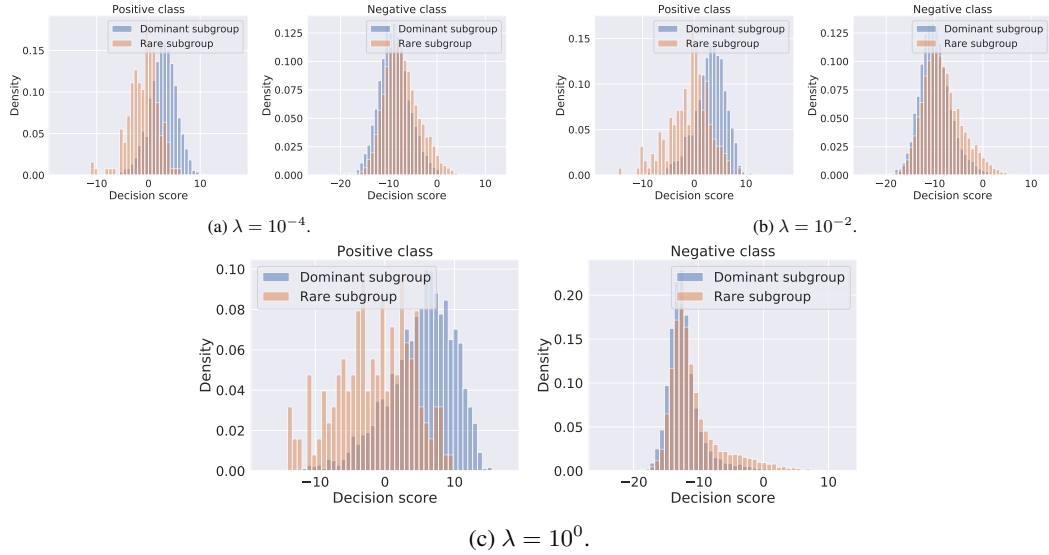 Positive class
Dominant subgroup
Rare subgroup
Density
0.15
0.10
0.05
0.00
−10 0 10
Decision score
Negative class
Dominant subgroup
Rare subgroup
Density
0.125
0.100
0.075
0.050
0.025
0.000
−20 −10 0 10
Decision score
(a) λ = 10⁻⁴.
Positive class
Dominant subgroup
Rare subgroup
Density
0.15
0.10
0.05
0.00
−10 0 10
Decision score
Negative class
Dominant subgroup
Rare subgroup
Density
0.125
0.100
0.075
0.050
0.025
0.000
−20 −10 0 10
Decision score
(b) λ = 10⁻².
Positive class
Dominant subgroup
Rare subgroup
Density
0.10
0.08
0.06
0.04
0.02
0.00
−10 0 10
Decision score
Negative class
Dominant subgroup
Rare subgroup
Density
0.20
0.15
0.10
0.05
0.00
−20 −10 0 10
Decision score
(c) λ = 10⁰.